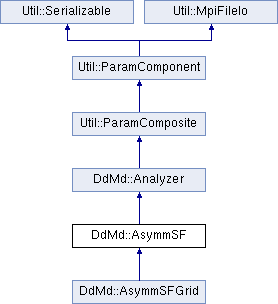 Util::Serializable
Util::MpiFileIo
Util::ParamComponent
Util::ParamComposite
DdMd::Analyzer
DdMd::AsymmSF
DdMd::AsymmSFGrid